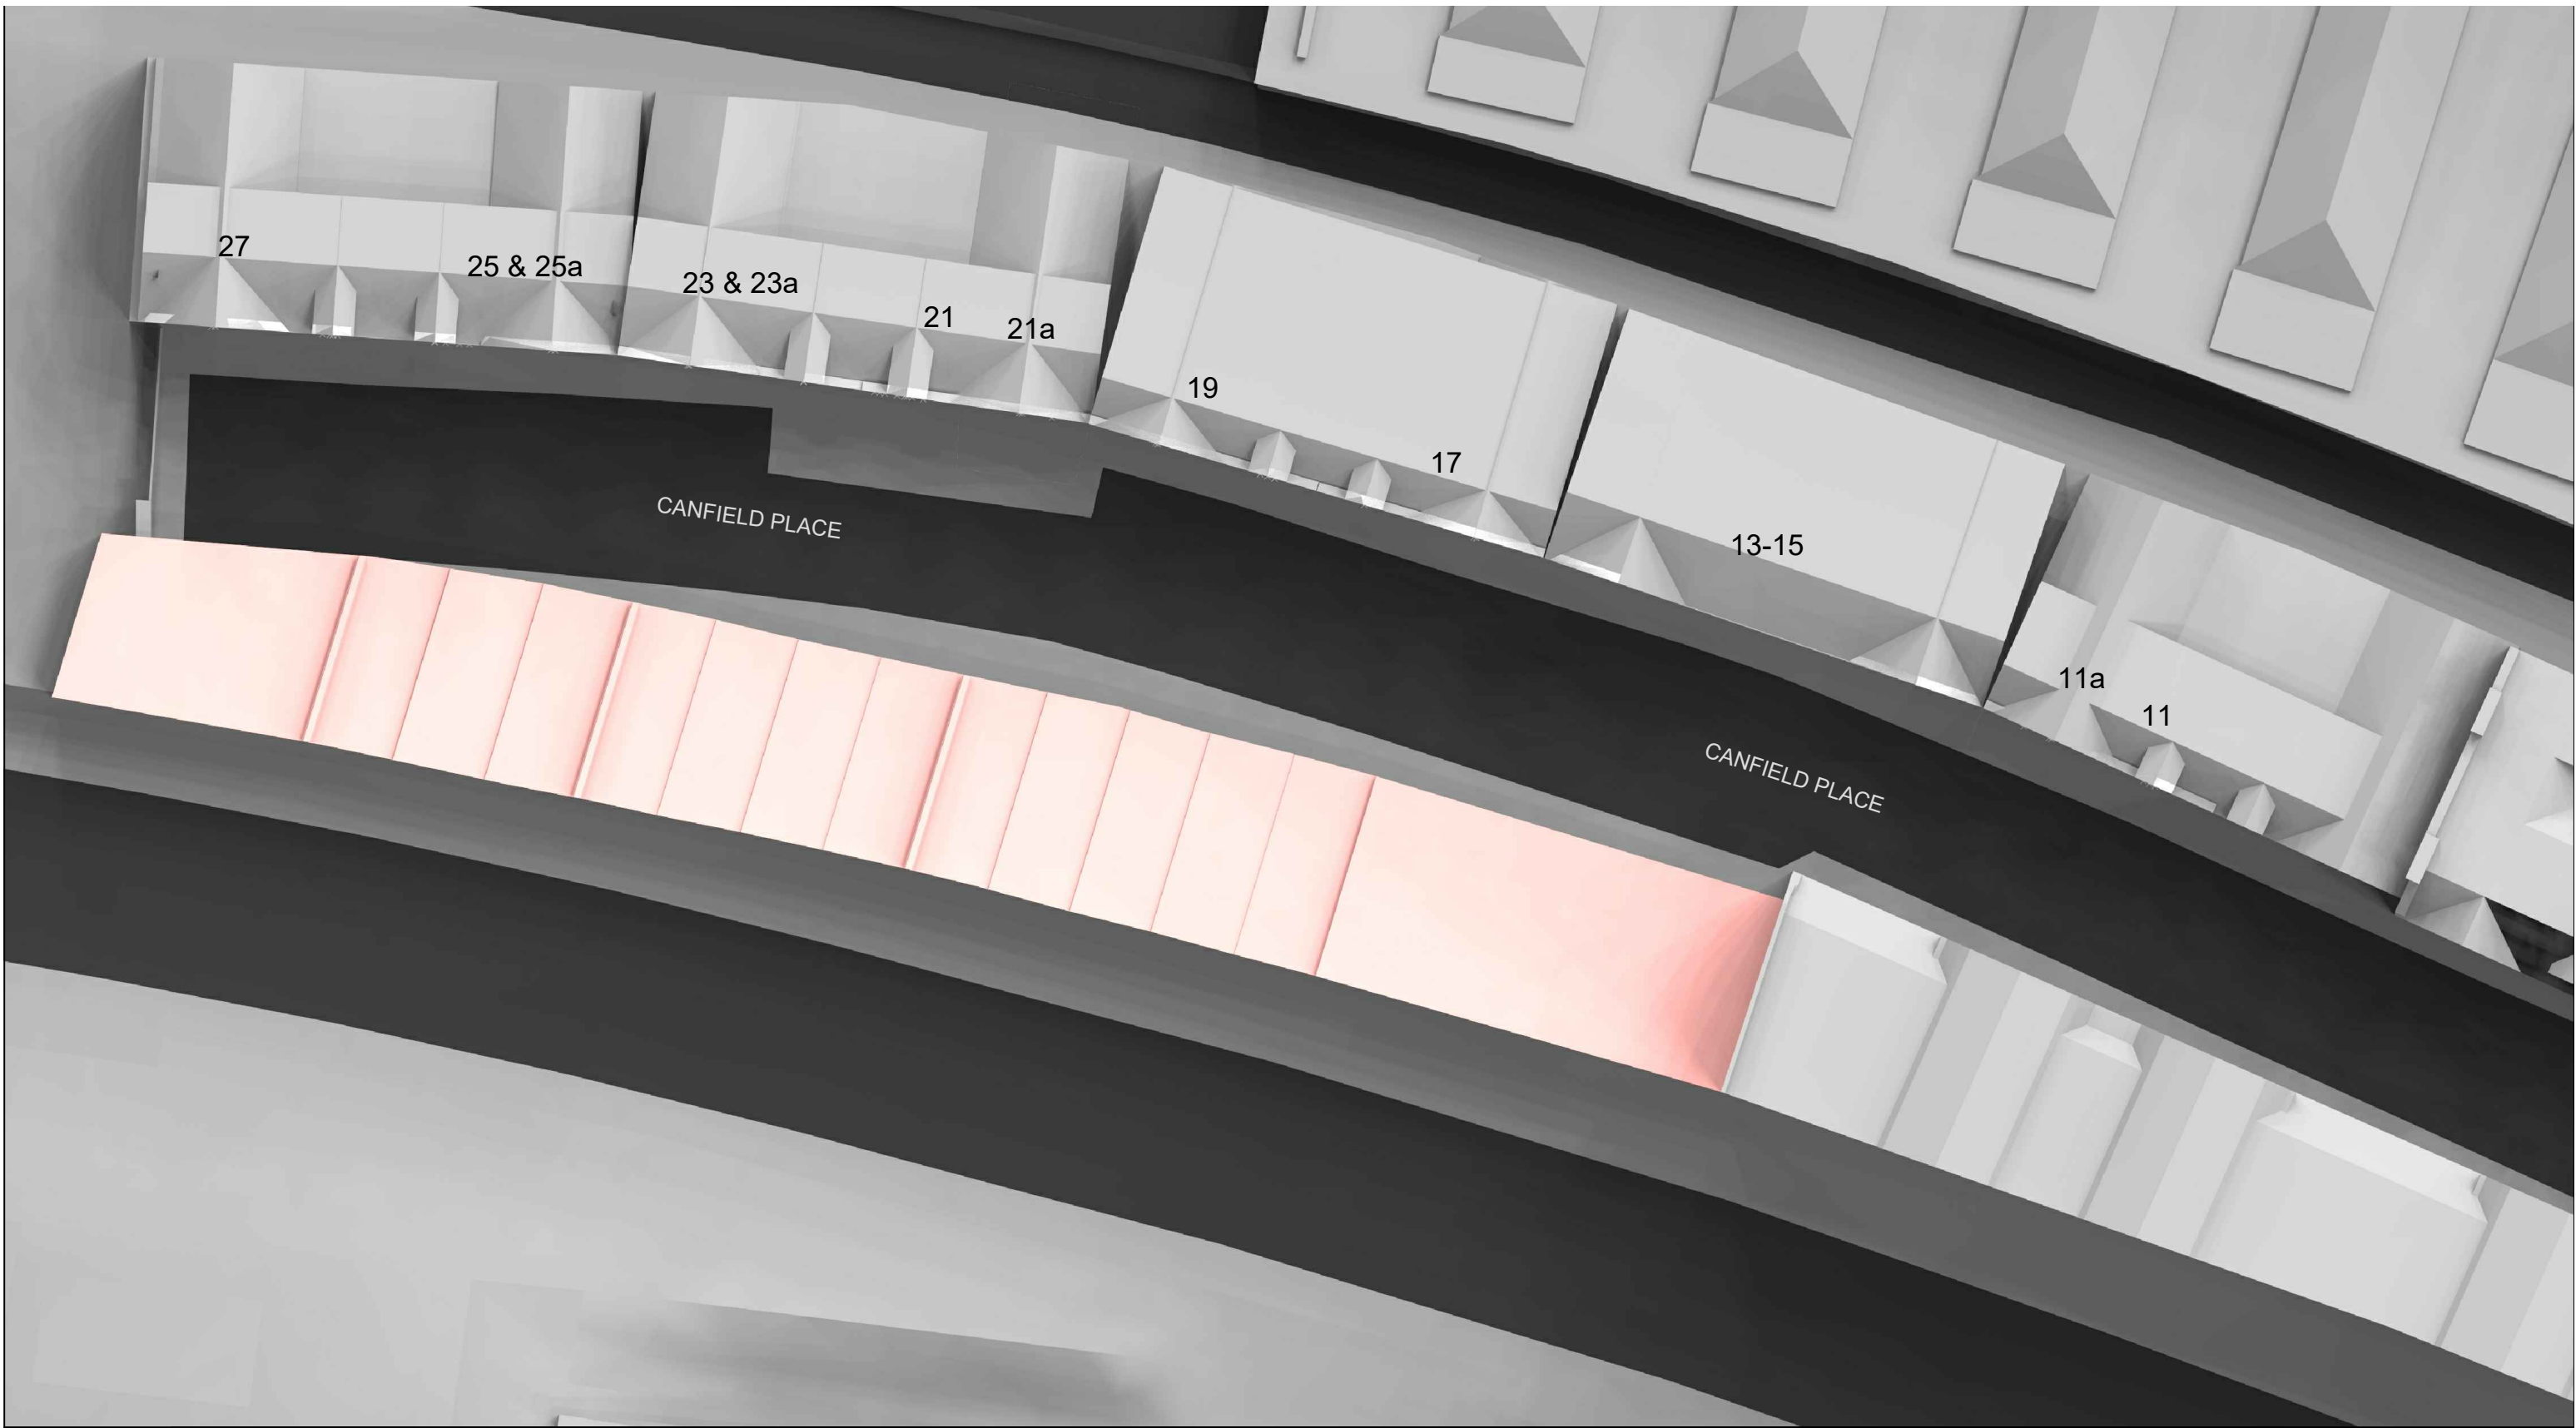 27
25 & 25a
23 & 23a
21
21a
19
17
13-15
11a
11
CANFIELD PLACE
CANFIELD PLACE